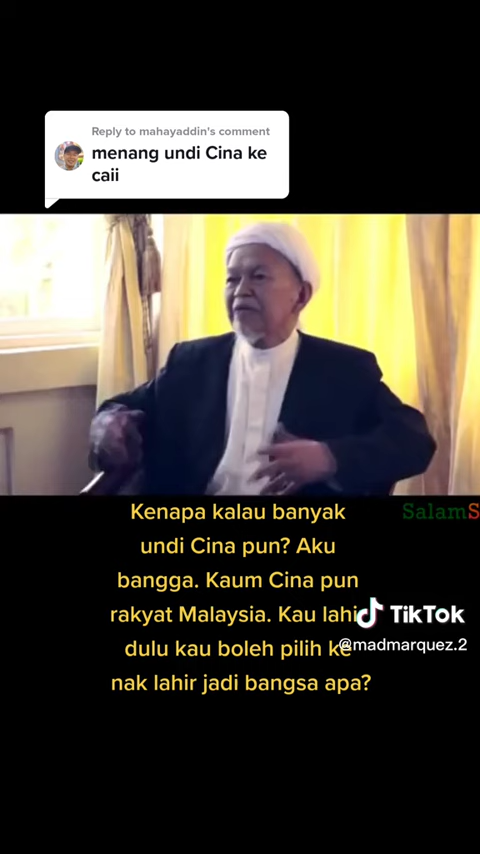 Reply to mahayaddin's comment
menang undi Cina ke
caii
Kenapa kalau banyak
undi Cina pun? Aku
bangga. Kaum Cina pun
rakyat Malaysia. Kau lahi
dulu kau boleh pilih ke
nak lahir jadi bangsa apa?
SalamS
TikTok
@madmarquez.2